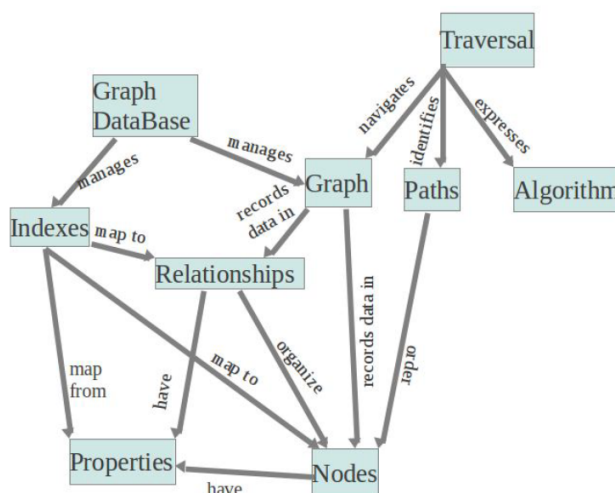 Traversal
Graph
DataBase
navigates
identifies
expresses
manages
manages
Graph
Paths
Algorithm
records
data in
Indexes
map to
Relationships
map
from
have
map to
organize
records data in
order
Properties
have
Nodes